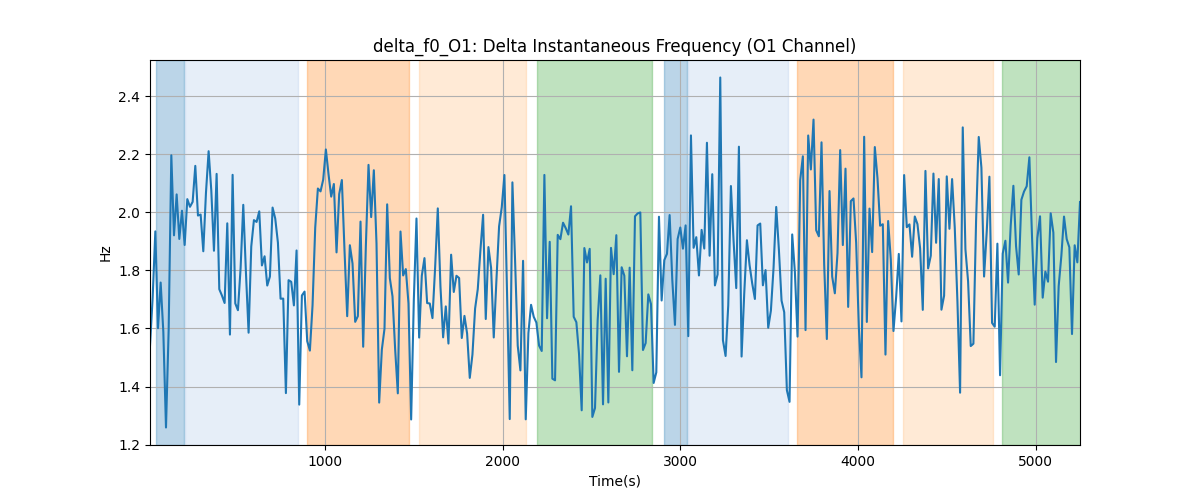 delta_f0_O1: Delta Instantaneous Frequency (O1 Channel)
2.4
2.2
2.0
1.8
1.6
1.4
1.2
Hz
1000 2000 3000 4000 5000
Time(s)